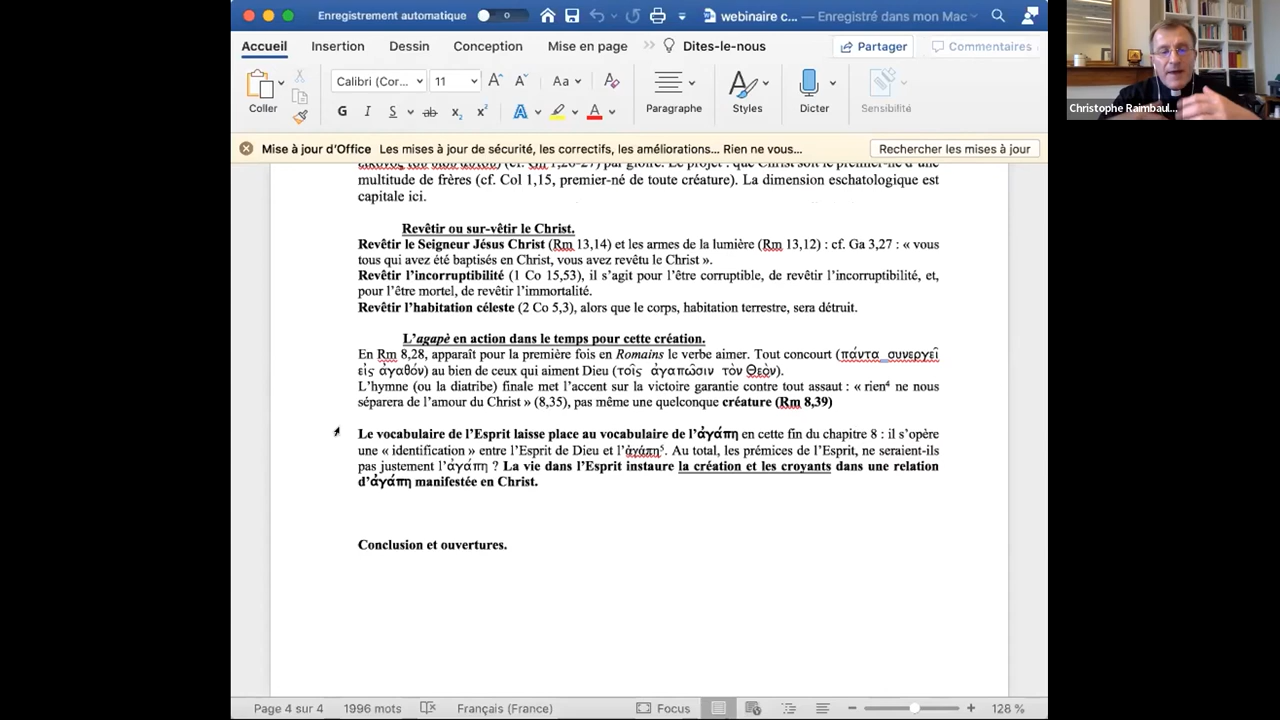 Enregistrement automatique
webinaire c... — Enregistré dans mon Mac
Accueil Insertion Dessin Conception Mise en page Dites-le-nous Partager Commentaires
Coller Calibri (Cor... 11 Aa Paragraphe Styles Dicter Sensibilité
G I S ab x₂ x² A A
Mise à jour d'Office Les mises à jour de sécurité, les correctifs, les améliorations... Rien ne vous... Rechercher les mises à jour
multitude de frères (cf. Col 1,15, premier-né de toute créature). La dimension eschatologique est
capitale ici.
Revêtir ou sur-vêtir le Christ.
Revêtir le Seigneur Jésus Christ (Rm 13,14) et les armes de la lumière (Rm 13,12) : cf. Ga 3,27 : « vous
tous qui avez été baptisés en Christ, vous avez revêtu le Christ ».
Revêtir l'incorruptibilité (1 Co 15,53), il s'agit pour l'être corruptible, de revêtir l'incorruptibilité, et,
pour l'être mortel, de revêtir l'immortalité.
Revêtir l'habitation céleste (2 Co 5,3), alors que le corps, habitation terrestre, sera détruit.
L'agapè en action dans le temps pour cette création.
En Rm 8,28, apparaît pour la première fois en Romains le verbe aimer. Tout concourt (πάντα συνεργεῖ
εἰς ἀγαθόν) au bien de ceux qui aiment Dieu (τοῖς ἀγαπῶσιν τὸν Θεὸν).
L'hymne (ou la diatribe) finale met l'accent sur la victoire garantie contre tout assaut : « rien⁴ ne nous
séparera de l'amour du Christ » (8,35), pas même une quelconque créature (Rm 8,39)
Le vocabulaire de l'Esprit laisse place au vocabulaire de l'ἀγάπη en cette fin du chapitre 8 : il s'opère
une « identification » entre l'Esprit de Dieu et l'ἀγάπη⁵. Au total, les prémices de l'Esprit, ne seraient-ils
pas justement l'ἀγάπη ? La vie dans l'Esprit instaure la création et les croyants dans une relation
d'ἀγάπη manifestée en Christ.
Conclusion et ouvertures.
Page 4 sur 4 1996 mots Français (France) Focus 128 %
Christophe Raimbaul...